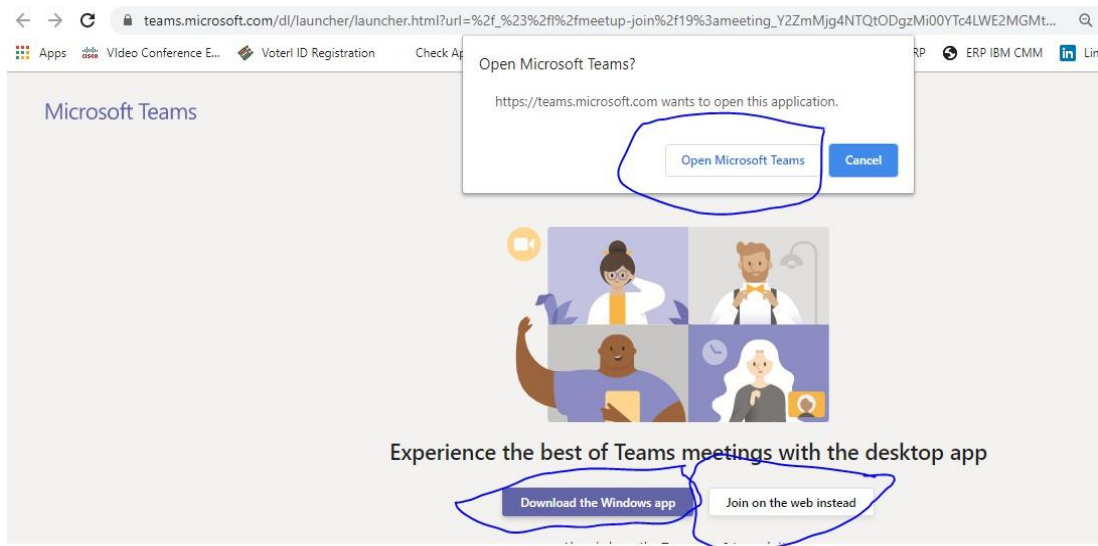 teams.microsoft.com/dl/launcher/launcher.html?url=%2f_%23%2fl%2fmeetup-join%2f19%3ameeting_Y2ZmMjg4NTQtODgzMi00YTc4LWE2MGMt...
Apps VIdeo Conference E... VoterI ID Registration Check Ap RP ERP IBM CMM in Lin
Open Microsoft Teams?
https://teams.microsoft.com wants to open this application.
Microsoft Teams
Open Microsoft Teams Cancel
Experience the best of Teams meetings with the desktop app
Download the Windows app Join on the web instead